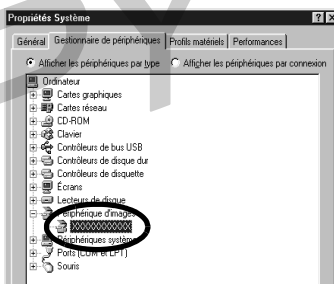 Propriétés Système
Général Gestionnaire de périphériques Profils matériels Performances
Afficher les périphériques par type Afficher les périphériques par connexion
Ordinateur
Cartes graphiques
Cartes réseau
CD-ROM
Clavier
Contrôleurs de bus USB
Contrôleurs de disque dur
Contrôleurs de disquette
Écrans
Lecteurs de disque
Périphérique d'images
XXXXXXXXXXX
Périphériques système
Ports (COM et LPT)
Souris